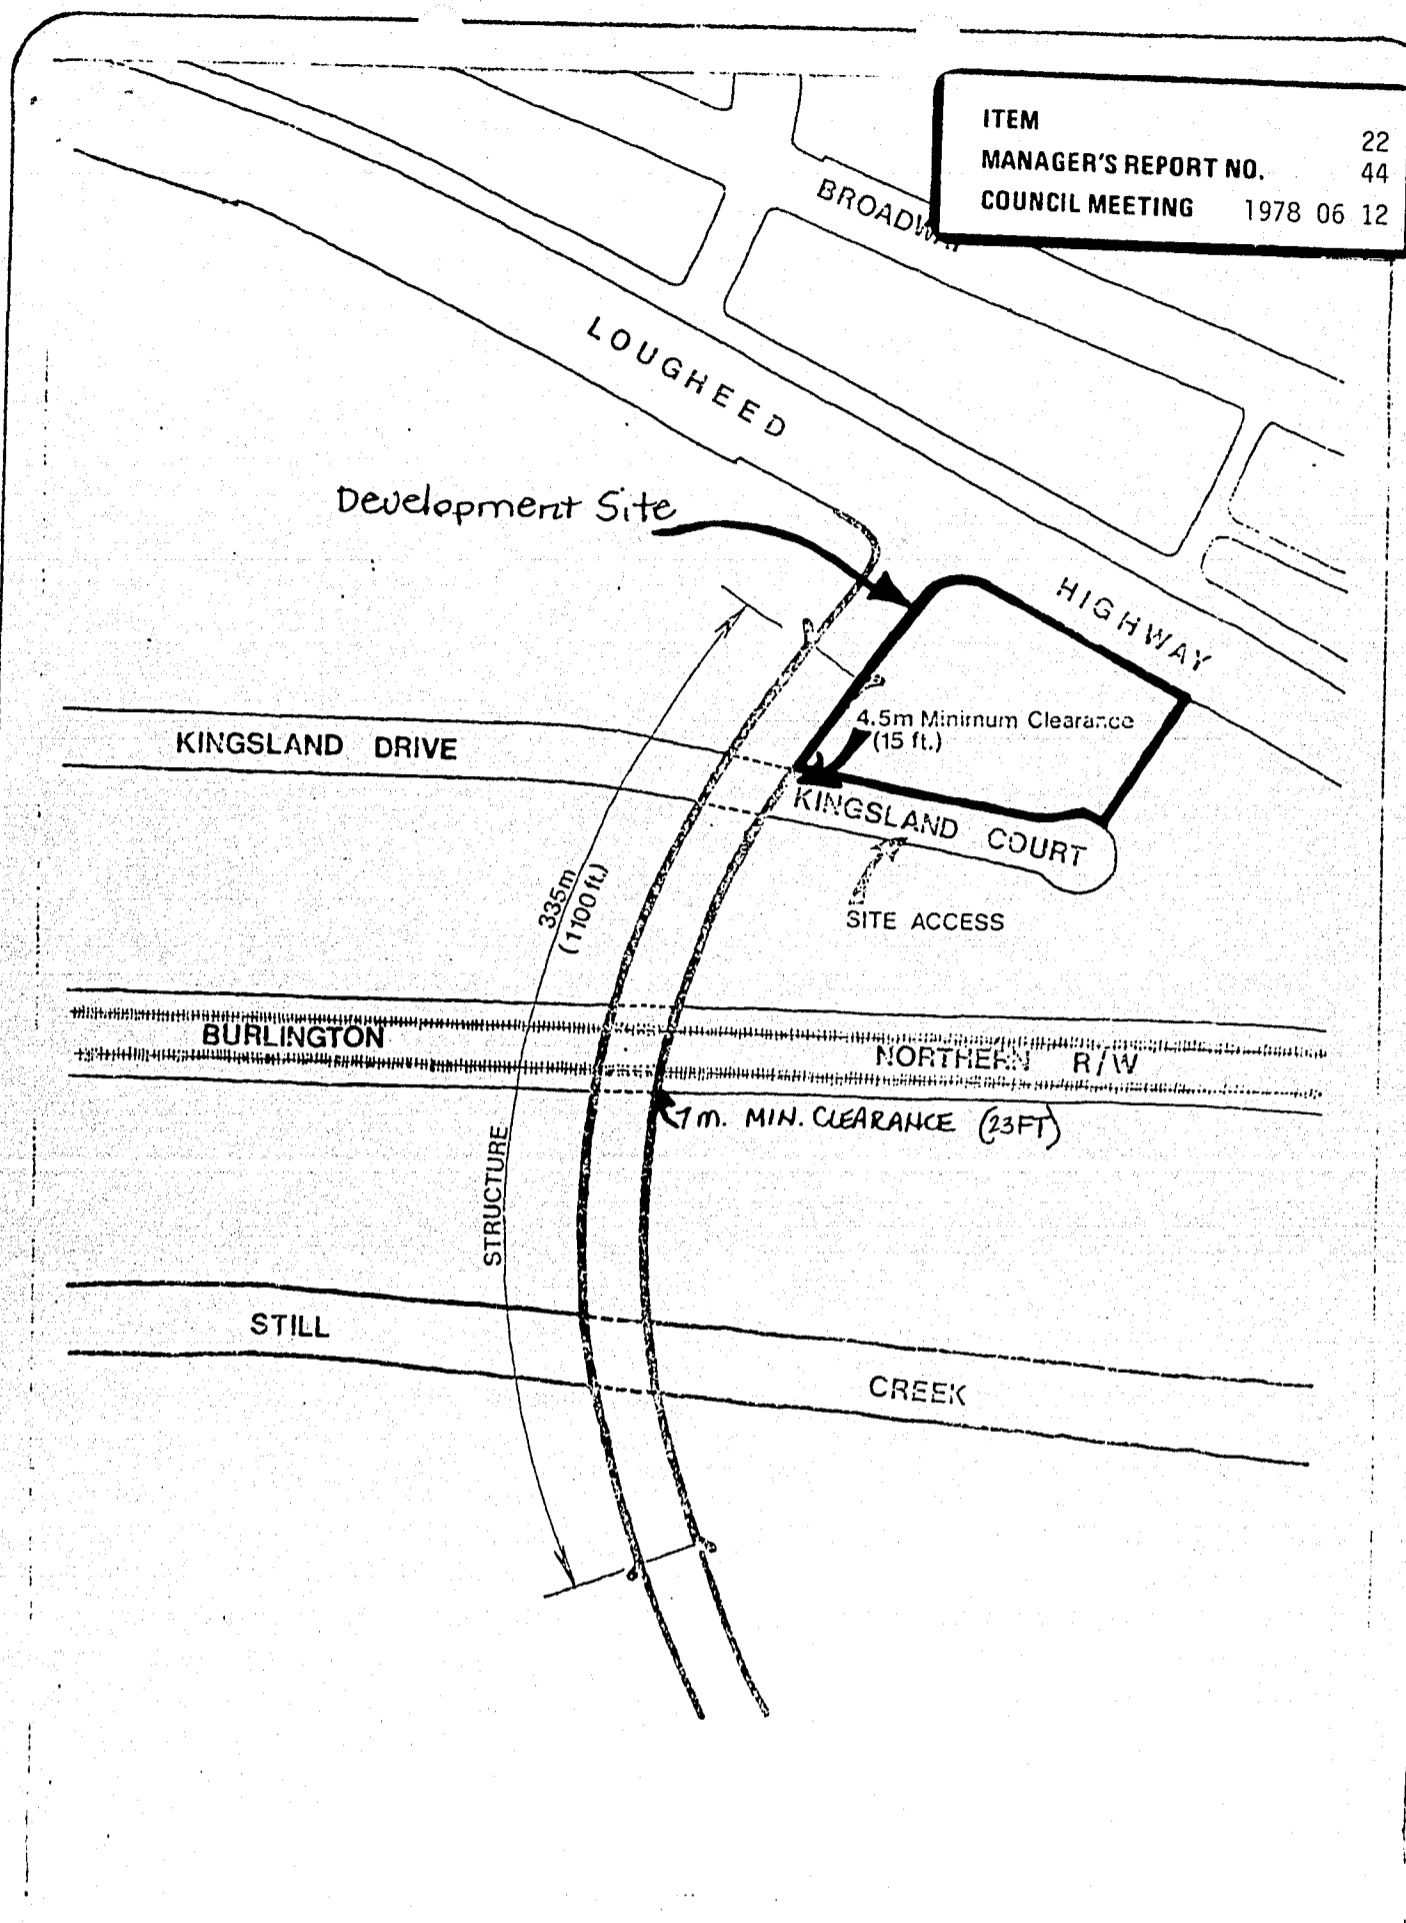 ITEM 22
MANAGER'S REPORT NO. 44
COUNCIL MEETING 1978 06 12
BROADWAY
LOUGHEED
HIGHWAY
Development Site
4.5m Minimum Clearance
(15 ft.)
KINGSLAND DRIVE
KINGSLAND COURT
SITE ACCESS
335m
(1100 ft.)
STRUCTURE
BURLINGTON NORTHERN R/W
7m. MIN. CLEARANCE (23FT)
STILL CREEK